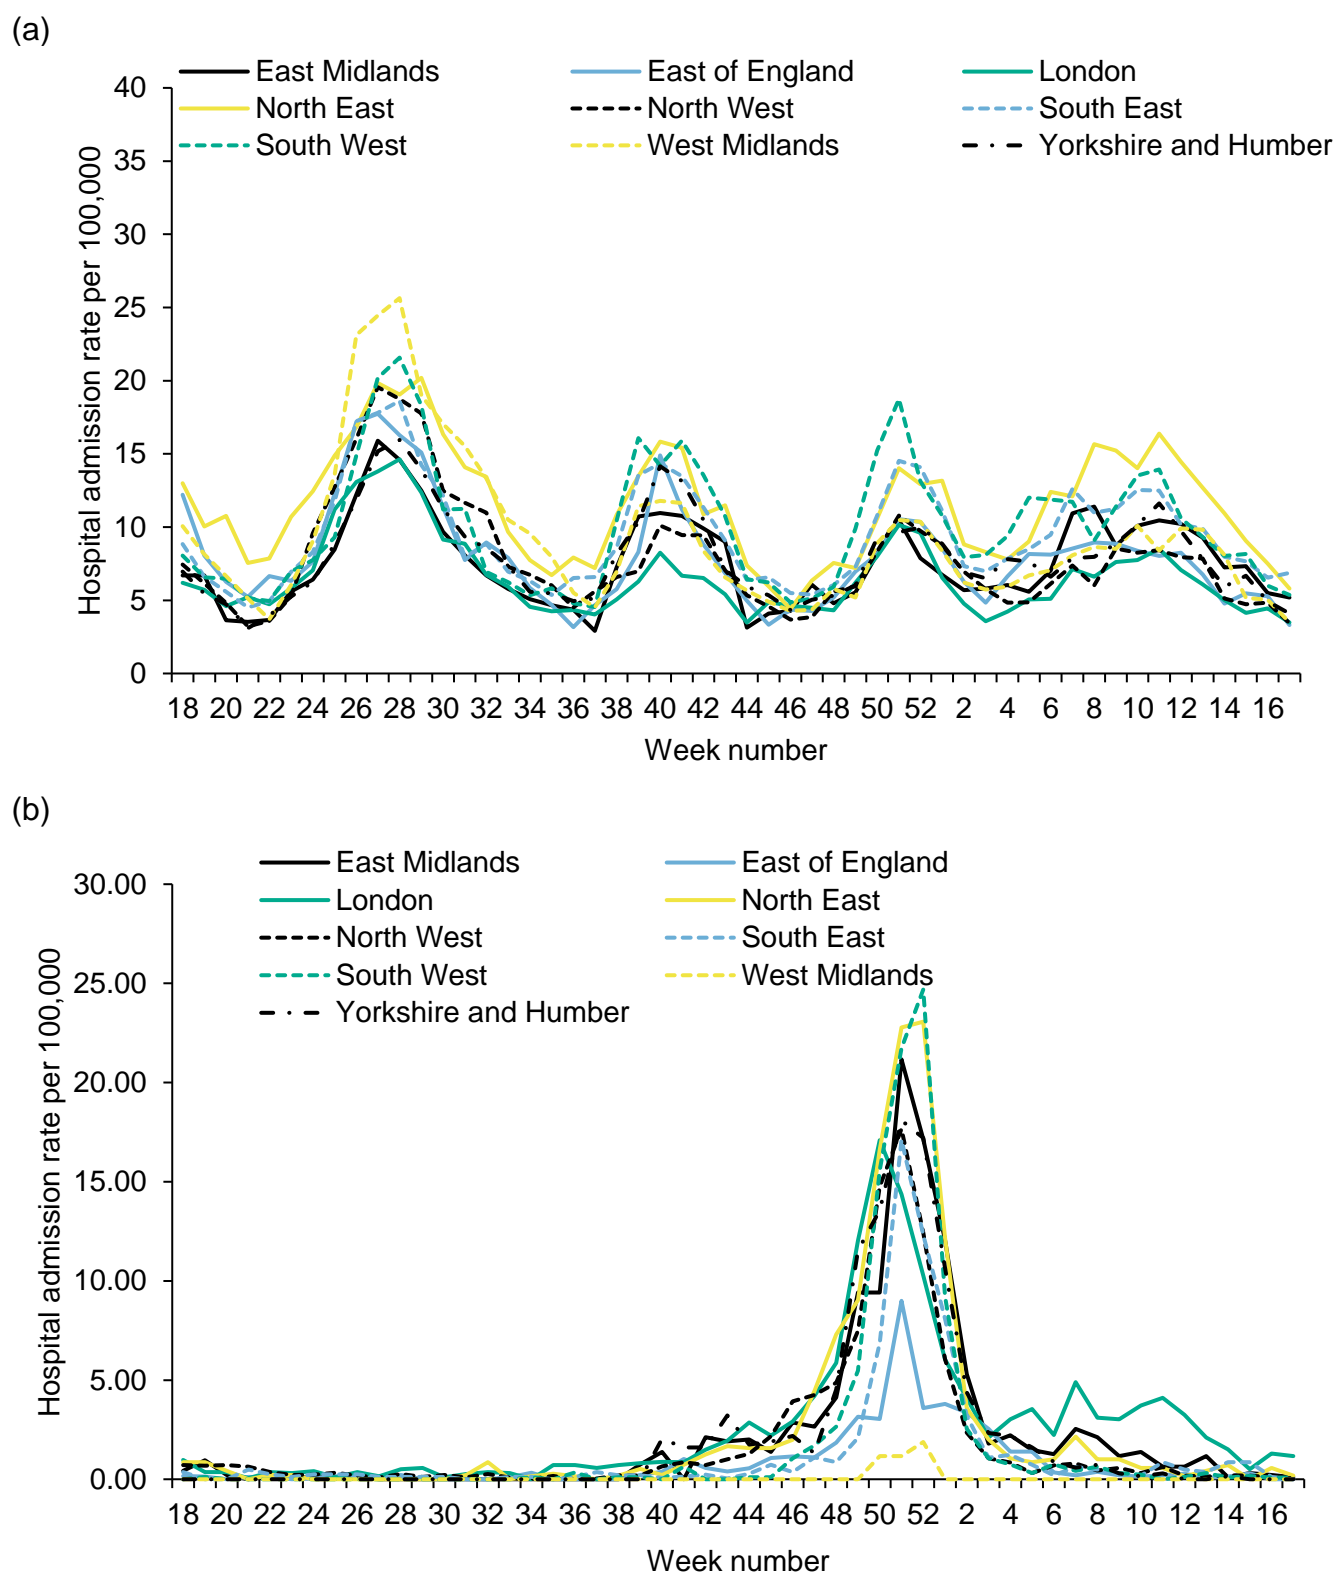 (a)
East Midlands East of England London
North East North West South East
South West West Midlands Yorkshire and Humber
Hospital admission rate per 100,000
40
35
30
25
20
15
10
5
0
18 20 22 24 26 28 30 32 34 36 38 40 42 44 46 48 50 52 2 4 6 8 10 12 14 16
Week number
(b)
East Midlands East of England
London North East
North West South East
South West West Midlands
Yorkshire and Humber
Hospital admission rate per 100,000
30.00
25.00
20.00
15.00
10.00
5.00
0.00
18 20 22 24 26 28 30 32 34 36 38 40 42 44 46 48 50 52 2 4 6 8 10 12 14 16
Week number